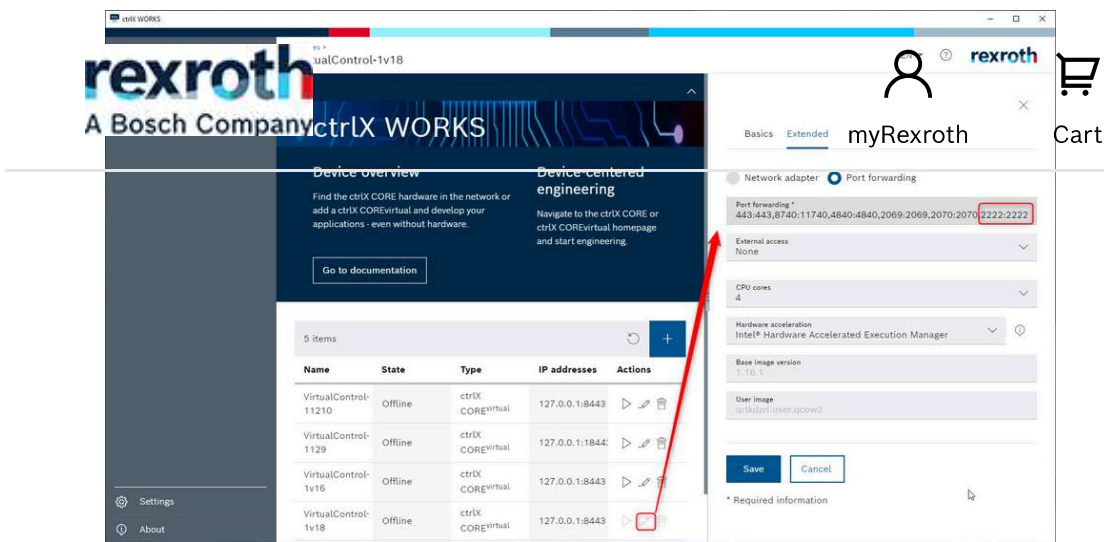 ctrlX WORKS
rexroth
A Bosch Company
ualControl-1v18
rexroth
myRexroth
Cart
ctrlX WORKS
Device overview
Find the ctrlX CORE hardware in the network or
add a ctrlX COREvirtual and develop your
applications - even without hardware.
Go to documentation
Device-centered
engineering
Navigate to the ctrlX CORE or
ctrlX COREvirtual homepage
and start engineering.
5 items
Name State Type IP addresses Actions
VirtualControl-
11210
Offline
ctrlX
COREvirtual
127.0.0.1:8443
VirtualControl-
1129
Offline
ctrlX
COREvirtual
127.0.0.1:1844
VirtualControl-
1v16
Offline
ctrlX
COREvirtual
127.0.0.1:8443
VirtualControl-
1v18
Offline
ctrlX
COREvirtual
127.0.0.1:8443
Settings
About
Basics Extended
Network adapter Port forwarding
Port forwarding *
443:443,8740:11740,4840:4840,2069:2069,2070:2070,2222:2222
External access
None
CPU cores
4
Hardware acceleration
Intel® Hardware Accelerated Execution Manager
Base image version
1.18.1
User Image
qrlkdzrl.user.qcow2
Save Cancel
* Required information